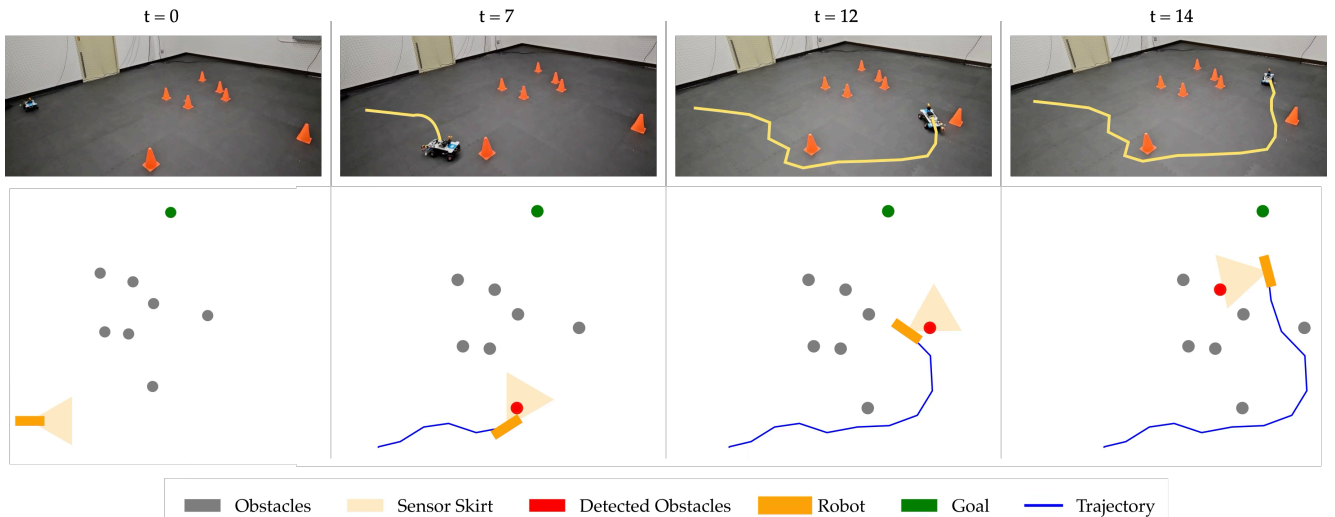 t = 0 t = 7 t = 12 t = 14
Obstacles Sensor Skirt Detected Obstacles Robot Goal Trajectory